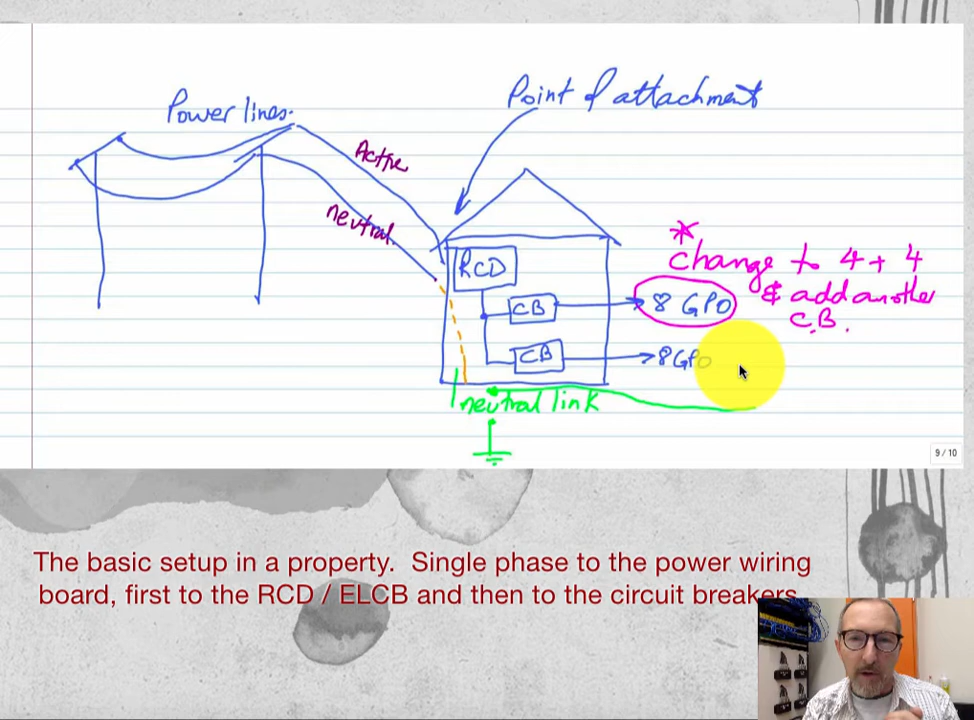 Point of attachment
Power lines.
Active
neutral.
RCD
* change to 4 + 4
& add another
C.B.
CB
8 GPO
CB
8 GPO
neutral link
9 / 10
The basic setup in a property. Single phase to the power wiring
board, first to the RCD / ELCB and then to the circuit breakers